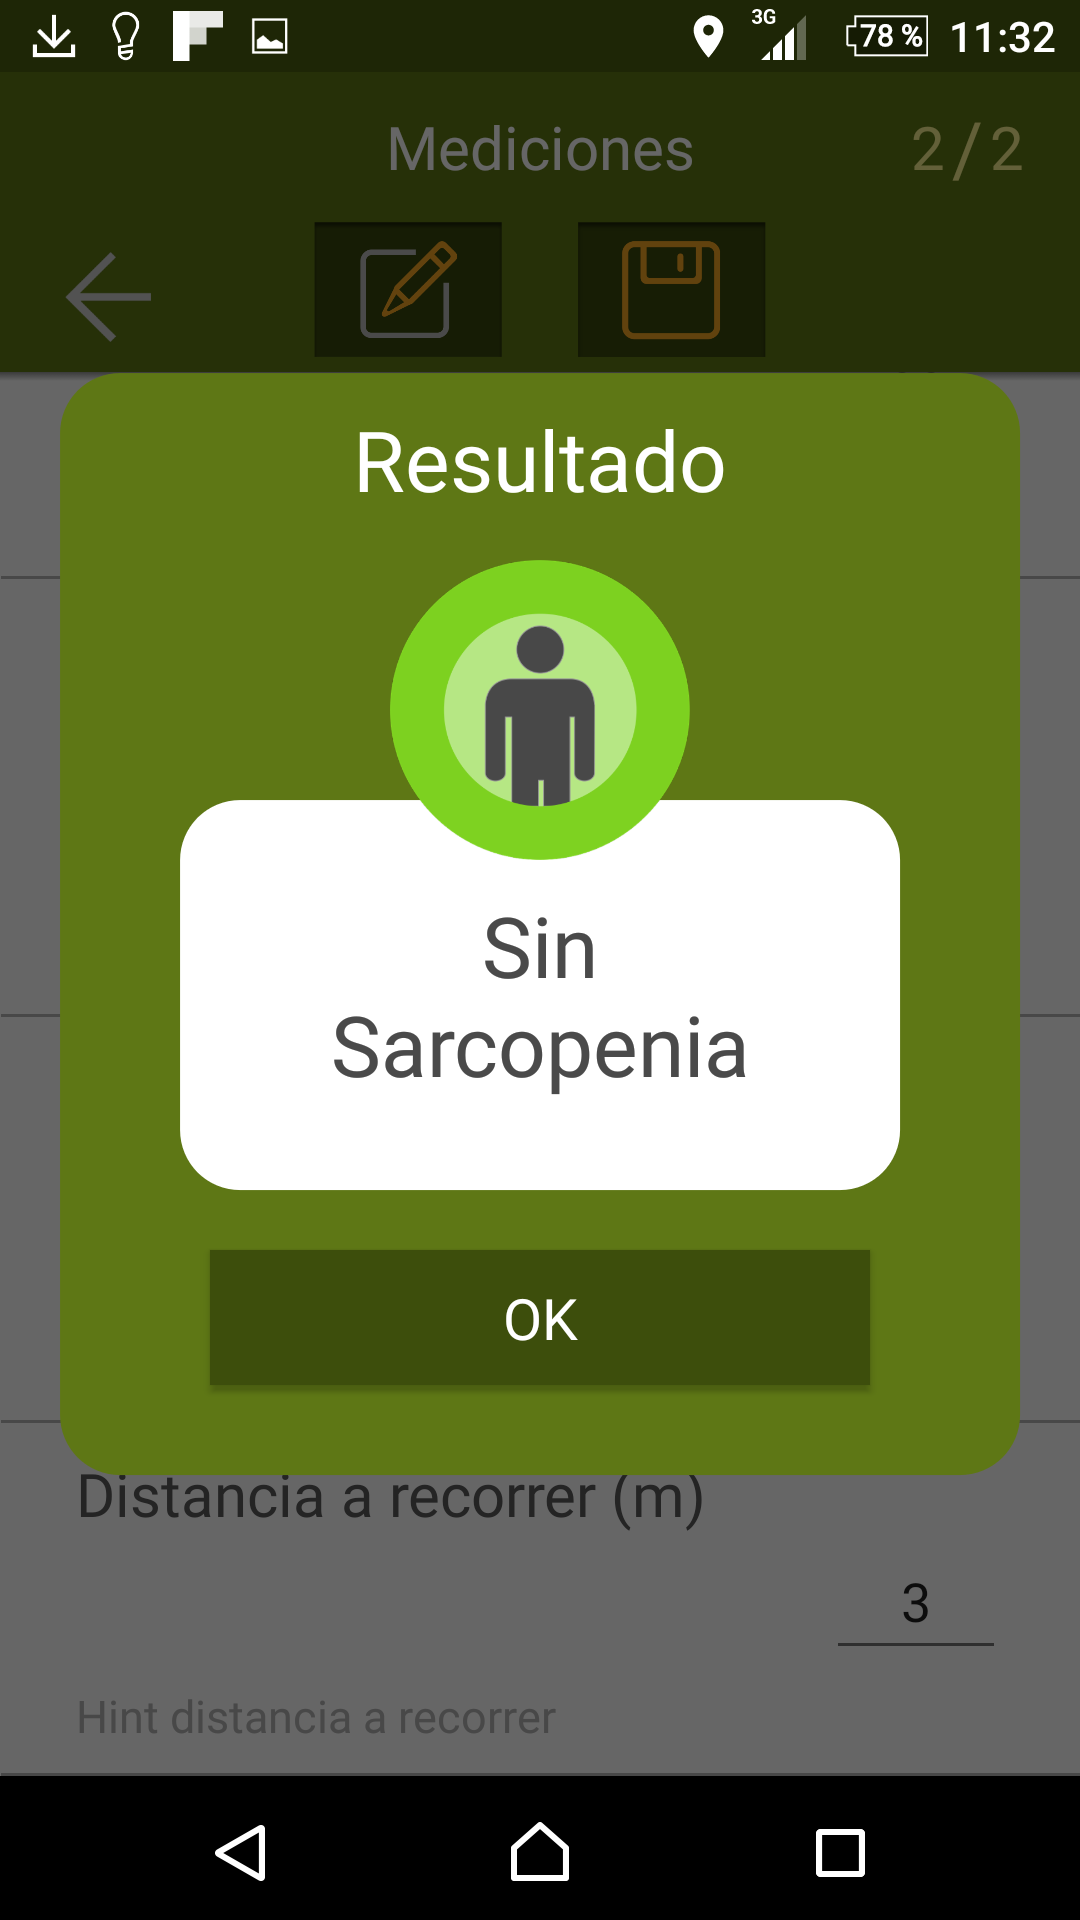 3G 78 % 11:32
Mediciones 2/2
Resultado
Sin
Sarcopenia
OK
Distancia a recorrer (m)
3
Hint distancia a recorrer